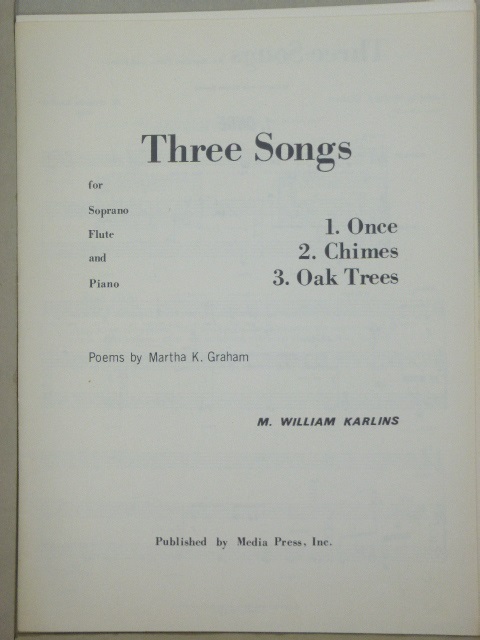 Three Songs
for
Soprano
Flute
and
Piano
1. Once
2. Chimes
3. Oak Trees
Poems by Martha K. Graham
M. WILLIAM KARLINS
Published by Media Press, Inc.